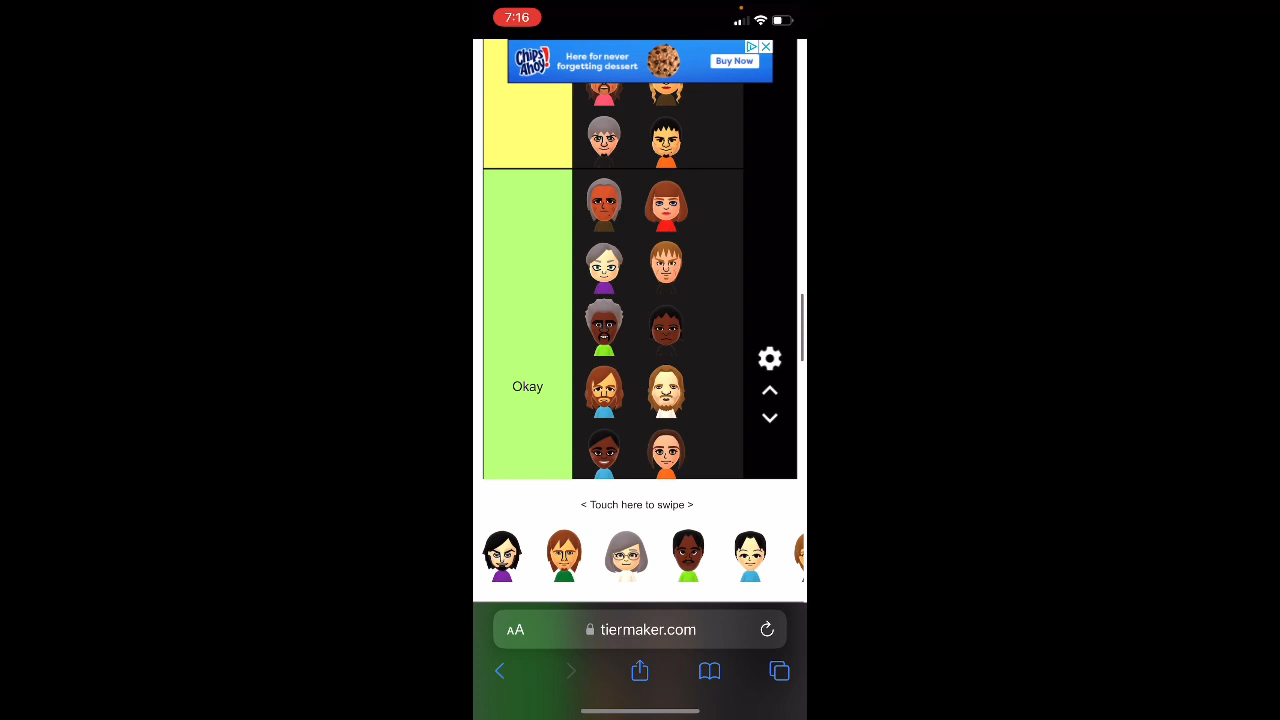 7:16
CHIPS AHOY!
Here for never
forgetting dessert
Buy Now
Okay
< Touch here to swipe >
AA
tiermaker.com